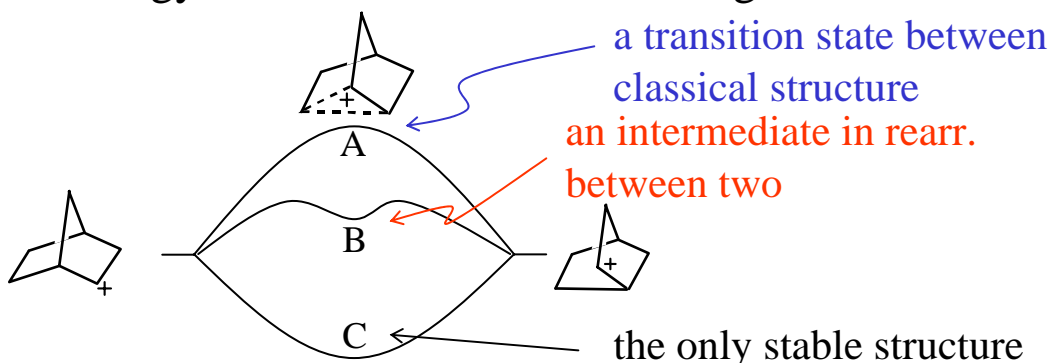 a transition state between
classical structure
an intermediate in rearr.
between two
+
A
B
+
+
C
the only stable structure